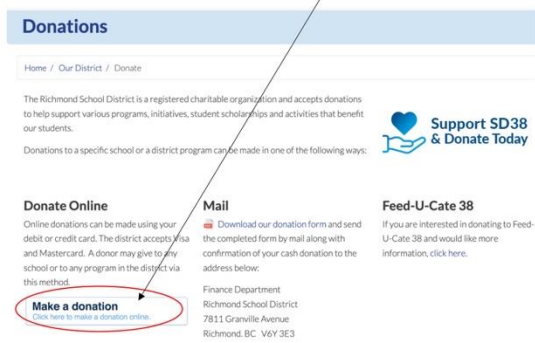 Donations
Home / Our District / Donate
The Richmond School District is a registered charitable organization and accepts donations
to help support various programs, initiatives, student scholarships and activities that benefit
our students.
Donations to a specific school or a district program can be made in one of the following ways:
Support SD38
& Donate Today
Donate Online
Online donations can be made using your
debit or credit card. The district accepts Visa
and Mastercard. A donor may give to any
school or to any program in the district via
this method.
Make a donation
Click here to make a donation online.
Mail
Download our donation form and send
the completed form by mail along with
confirmation of your cash donation to the
address below:
Finance Department
Richmond School District
7811 Granville Avenue
Richmond. BC V6Y 3E3
Feed-U-Cate 38
If you are interested in donating to Feed-
U-Cate 38 and would like more
information, click here.